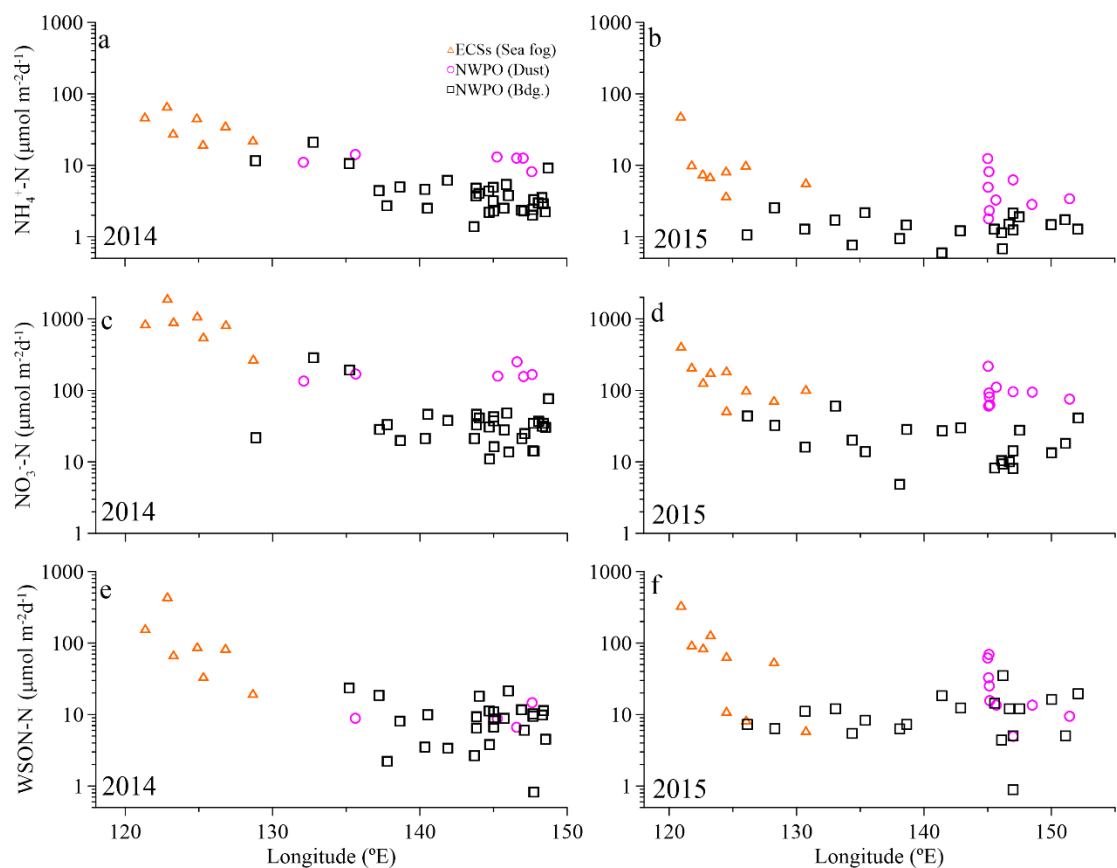 a
b
ECSs (Sea fog)
NWPO (Dust)
NWPO (Bdg.)
NH₄⁺-N (μmol m⁻²d⁻¹)
1000
100
10
1
2014
1000
100
10
1
2015
c
d
NO₃⁻-N (μmol m⁻²d⁻¹)
1000
100
10
1
2014
1000
100
10
1
2015
e
f
WSON-N (μmol m⁻²d⁻¹)
1000
100
10
1
2014
1000
100
10
1
2015
120 130 140 150
Longitude (ºE)
120 130 140 150
Longitude (ºE)